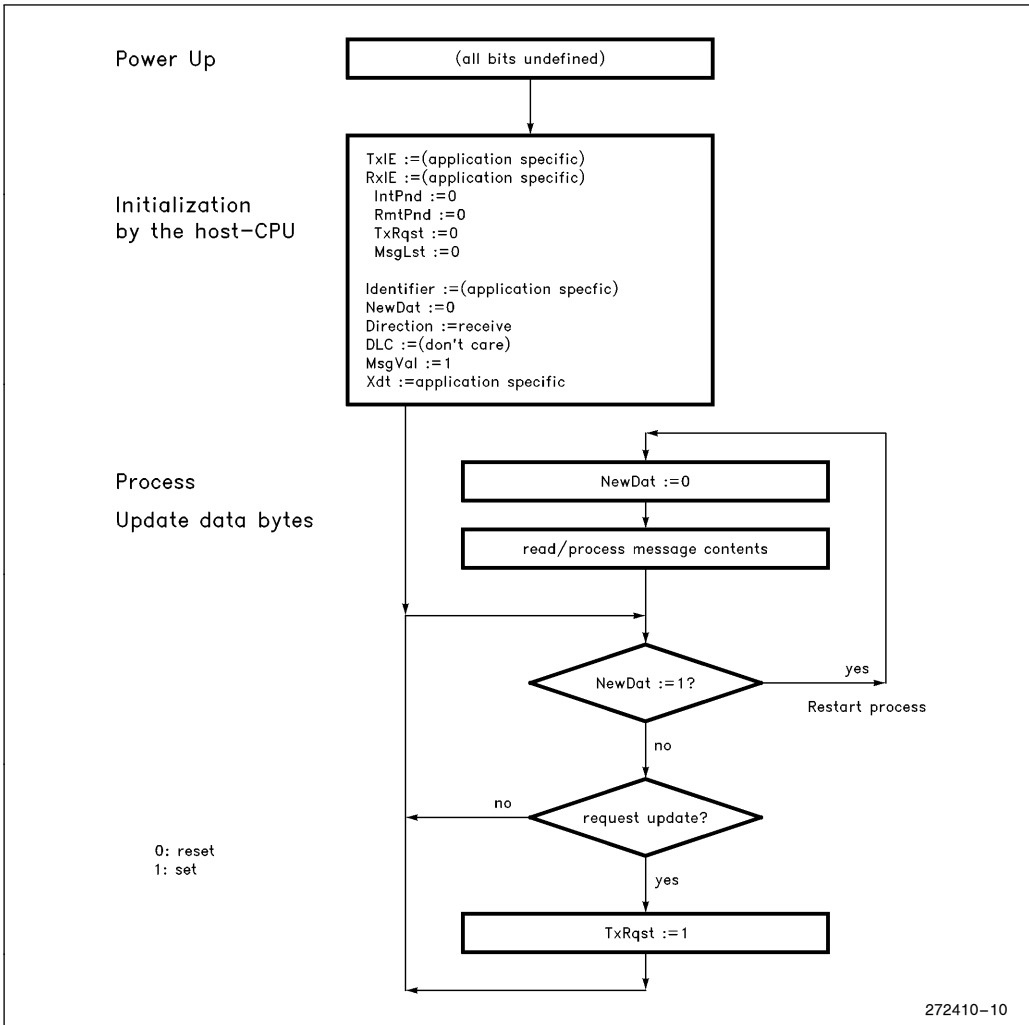 Power Up
(all bits undefined)
Initialization
by the host-CPU
TxIE :=(application specific)
RxIE :=(application specific)
IntPnd :=0
RmtPnd :=0
TxRqst :=0
MsgLst :=0
Identifier :=(application specfic)
NewDat :=0
Direction :=receive
DLC :=(don't care)
MsgVal :=1
Xdt :=application specific
Process
Update data bytes
NewDat :=0
read/process message contents
NewDat :=1?
yes
Restart process
no
request update?
no
yes
0: reset
1: set
TxRqst :=1
272410-10